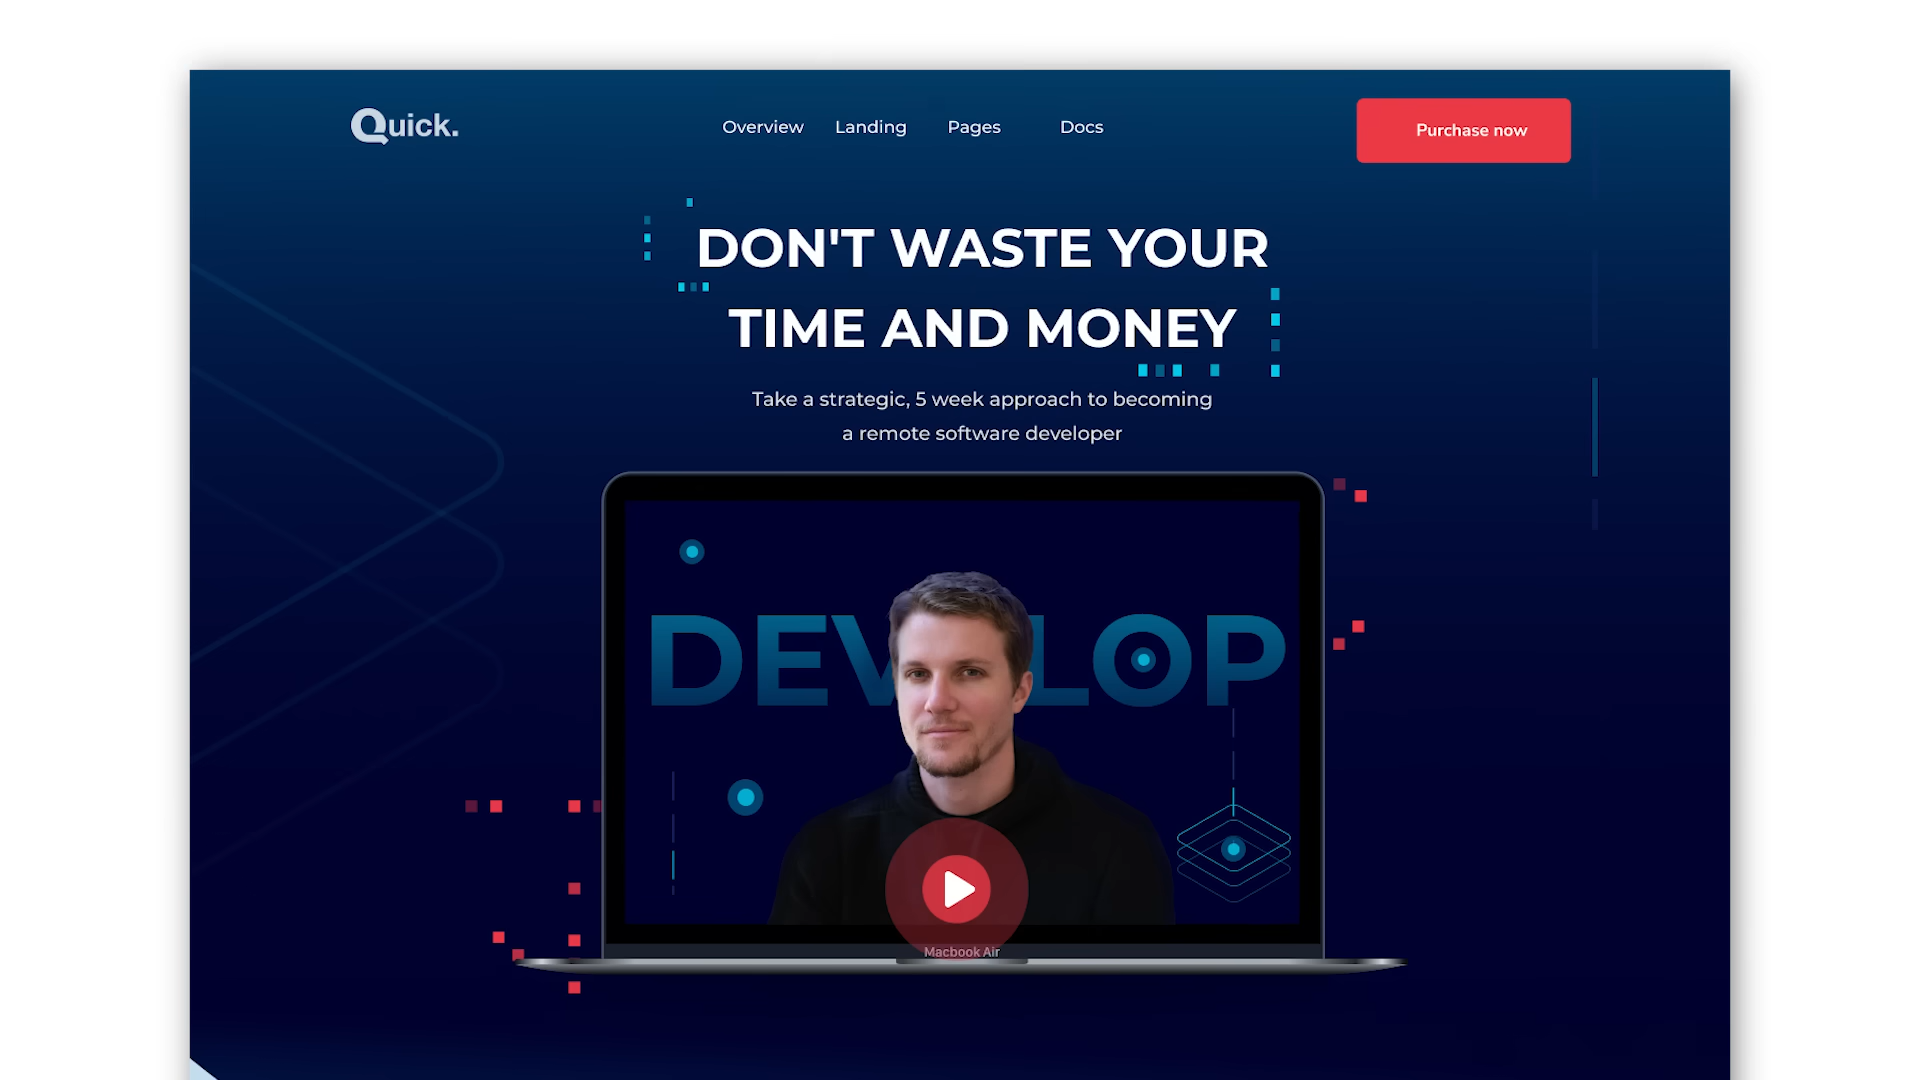 Quick.
Overview Landing Pages Docs
Purchase now
DON'T WASTE YOUR
TIME AND MONEY
Take a strategic, 5 week approach to becoming
a remote software developer
DEV LOP
Macbook Air